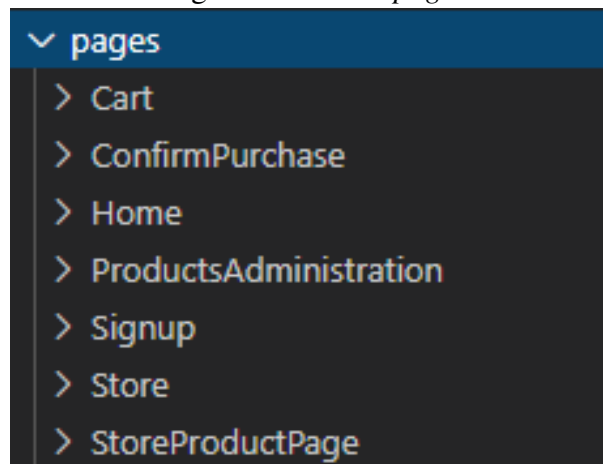 pages
Cart
ConfirmPurchase
Home
ProductsAdministration
Signup
Store
StoreProductPage